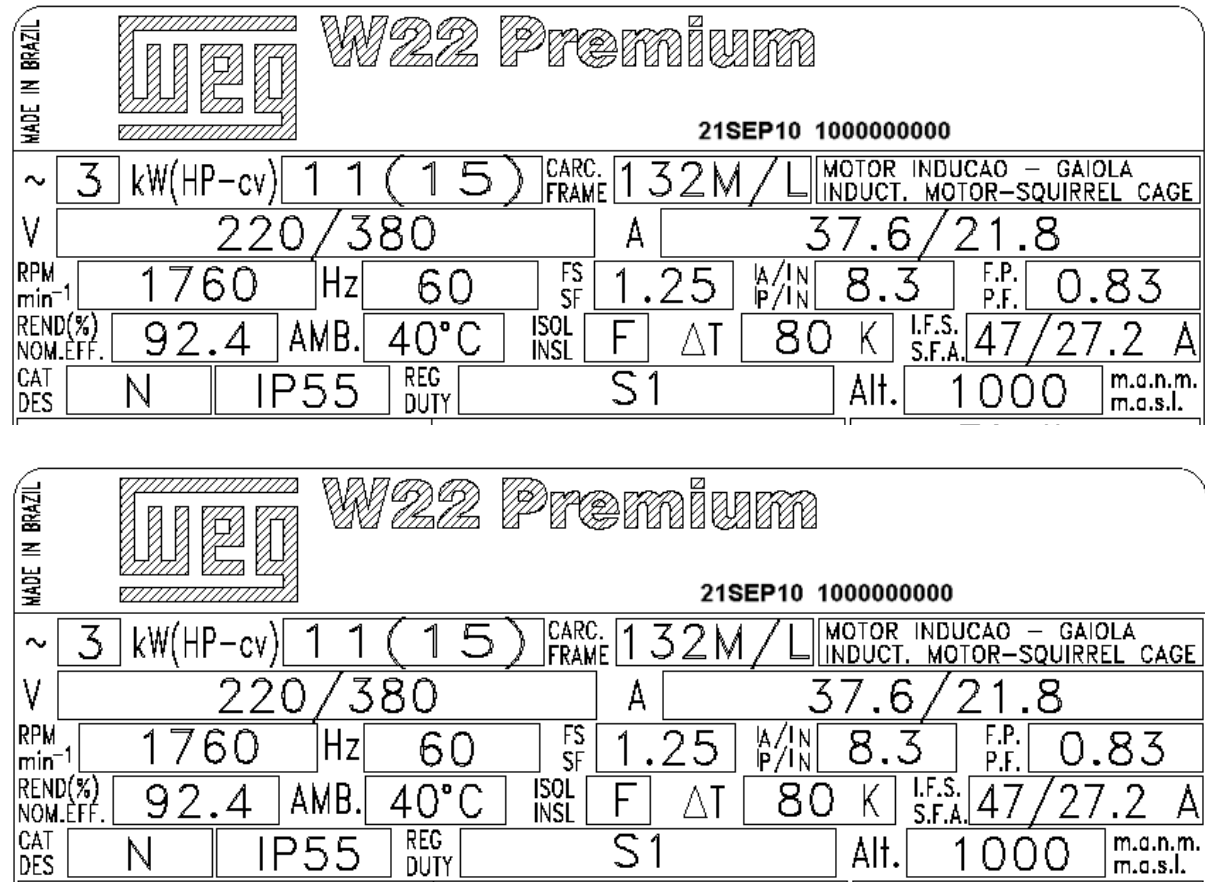 MADE IN BRAZIL
WEG W22 Premium
21SEP10 1000000000
~ 3 kW(HP-cv) 11(15) CARC. FRAME 132M/L MOTOR INDUCAO - GAIOLA
INDUCT. MOTOR-SQUIRREL CAGE
V 220/380 A 37.6/21.8
RPM min-1 1760 Hz 60 FS SF 1.25 IA/IN IP/IN 8.3 F.P. P.F. 0.83
REND(%) NOM.EFF. 92.4 AMB. 40°C ISOL INSL F ΔT 80 K I.F.S. S.F.A. 47/27.2 A
CAT DES N IP55 REG DUTY S1 Alt. 1000 m.a.n.m. m.a.s.l.
MADE IN BRAZIL
WEG W22 Premium
21SEP10 1000000000
~ 3 kW(HP-cv) 11(15) CARC. FRAME 132M/L MOTOR INDUCAO - GAIOLA
INDUCT. MOTOR-SQUIRREL CAGE
V 220/380 A 37.6/21.8
RPM min-1 1760 Hz 60 FS SF 1.25 IA/IN IP/IN 8.3 F.P. P.F. 0.83
REND(%) NOM.EFF. 92.4 AMB. 40°C ISOL INSL F ΔT 80 K I.F.S. S.F.A. 47/27.2 A
CAT DES N IP55 REG DUTY S1 Alt. 1000 m.a.n.m. m.a.s.l.